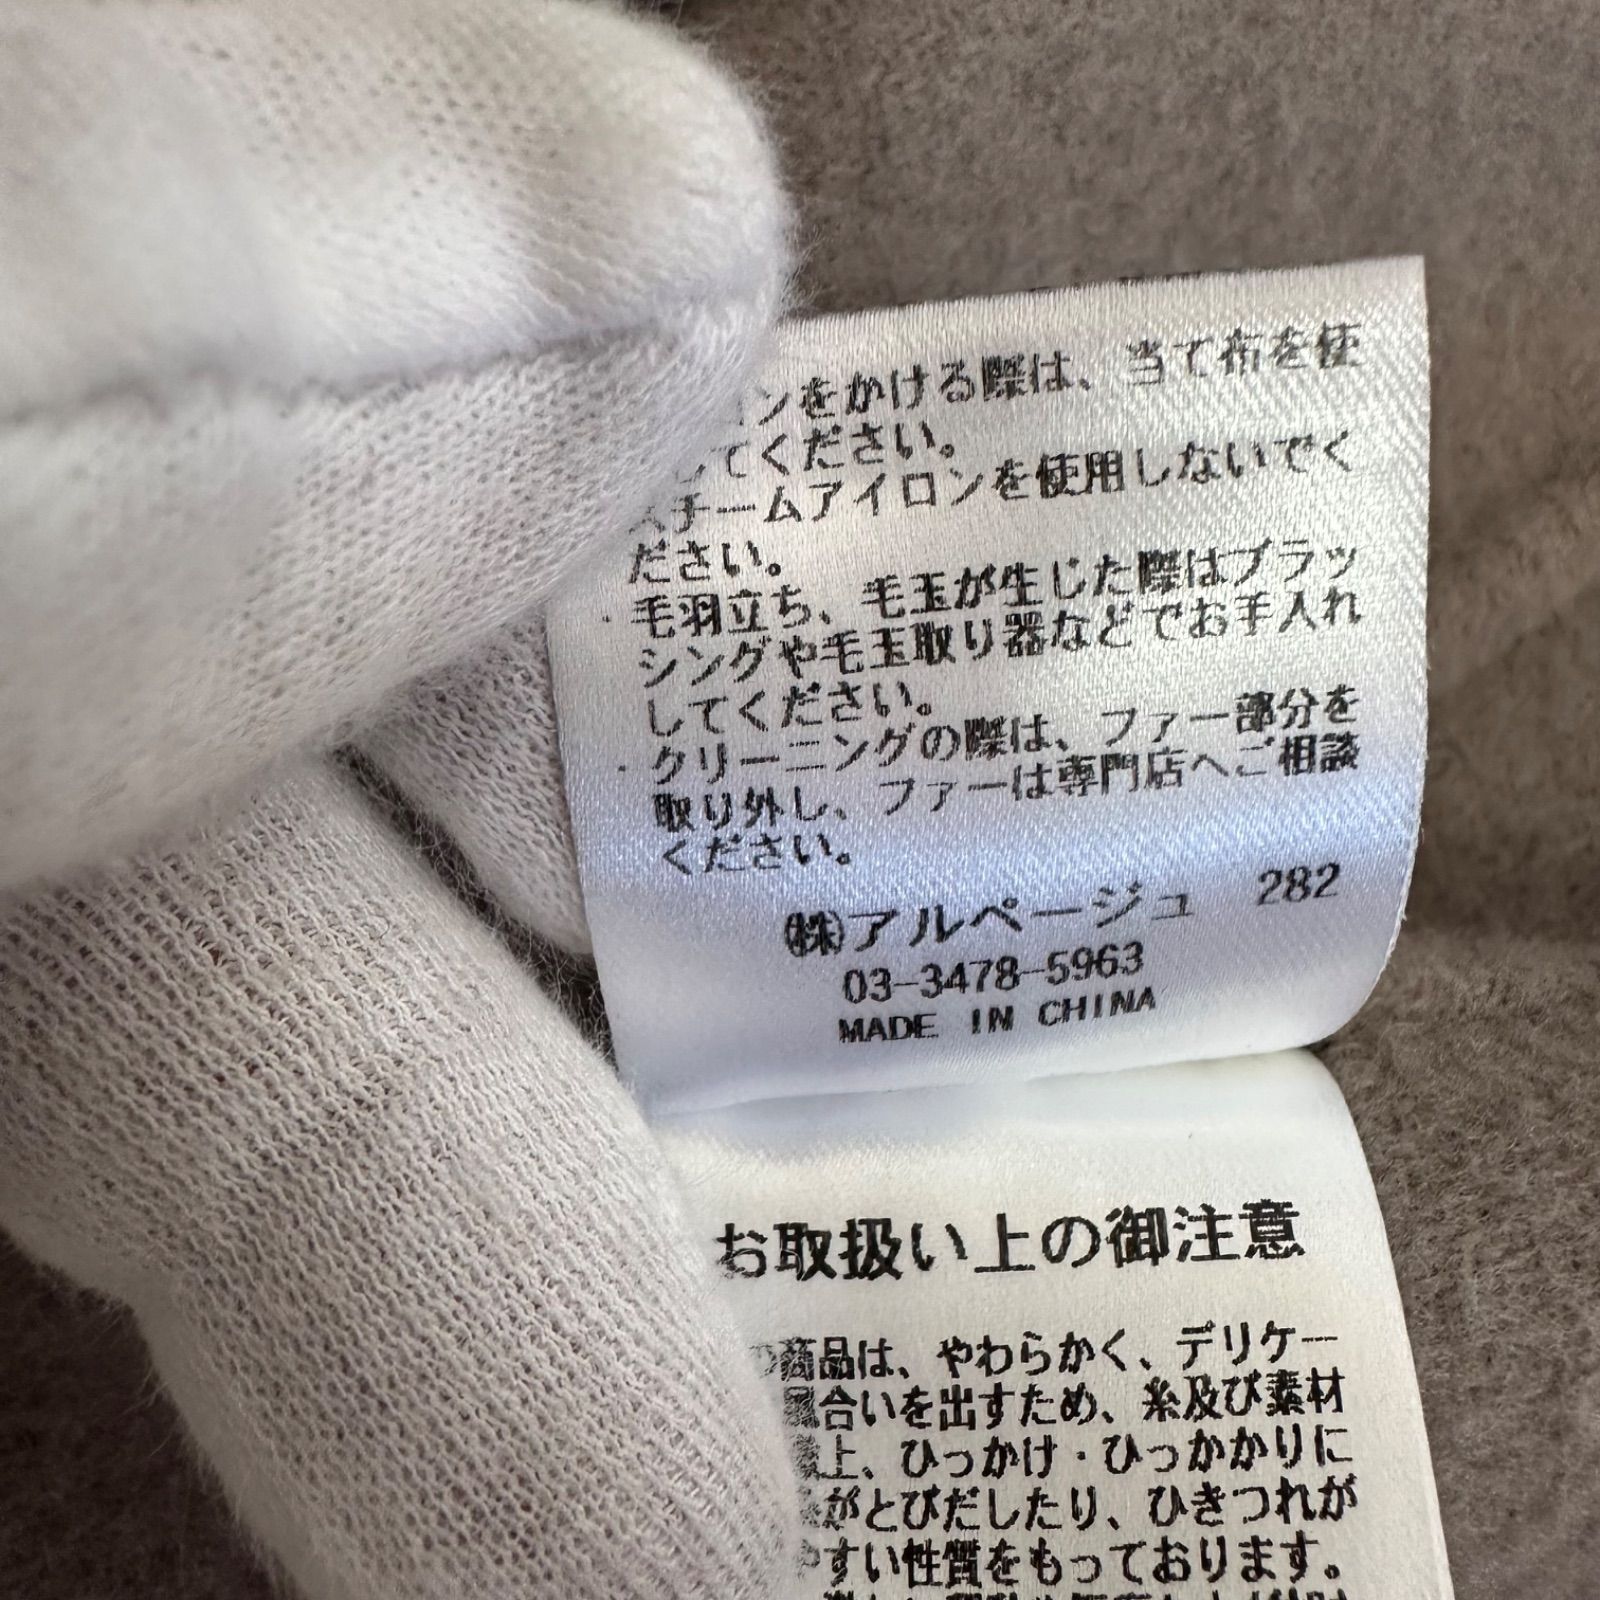 ンをかける際は、当て布を使
てください。
スチームアイロンを使用しないでく
ださい。
・毛羽立ち、毛玉が生じた際はブラッ
シングや毛玉取り器などでお手入れ
してください。
・クリーニングの際は、ファー部分を
取り外し、ファーは専門店へご相談
ください。
㈱アルページュ 282
03-3478-5963
MADE IN CHINA
お取扱い上の御注意
商品は、やわらかく、デリケー
風合いを出すため、糸及び素材
上、ひっかけ・ひっかかりに
がとびだしたり、ひきつれが
やすい性質をもっております。